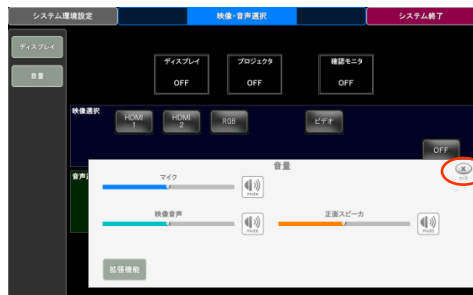 システム環境設定
映像・音声選択
システム終了
ディスプレイ
音量
ディスプレイ
OFF
プロジェクタ
OFF
確認モニタ
OFF
映像選択
HDMI
1
HDMI
2
RGB
ビデオ
OFF
音声
音量
マイク
mute
映像音声
mute
正面スピーカ
mute
拡張機能